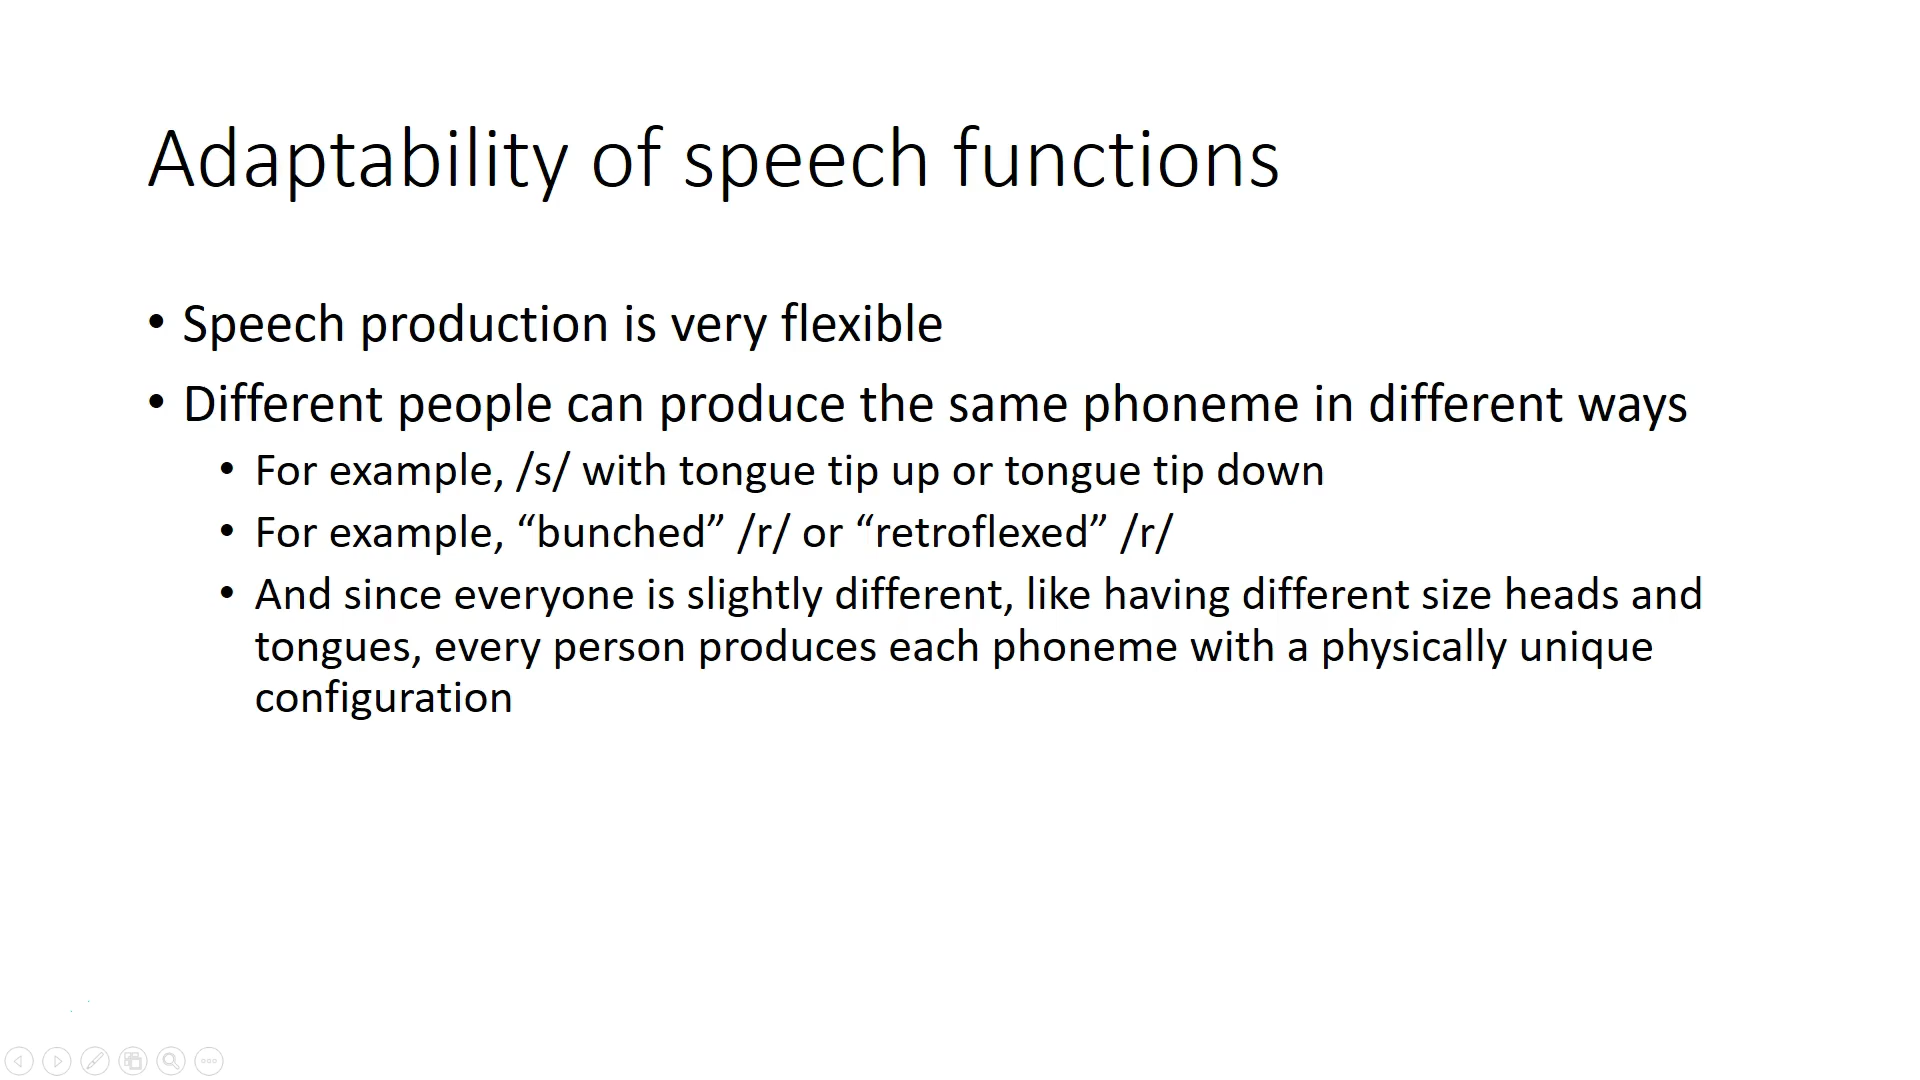 Adaptability of speech functions
• Speech production is very flexible
• Different people can produce the same phoneme in different ways
• For example, /s/ with tongue tip up or tongue tip down
• For example, “bunched” /r/ or “retroflexed” /r/
• And since everyone is slightly different, like having different size heads and
tongues, every person produces each phoneme with a physically unique
configuration